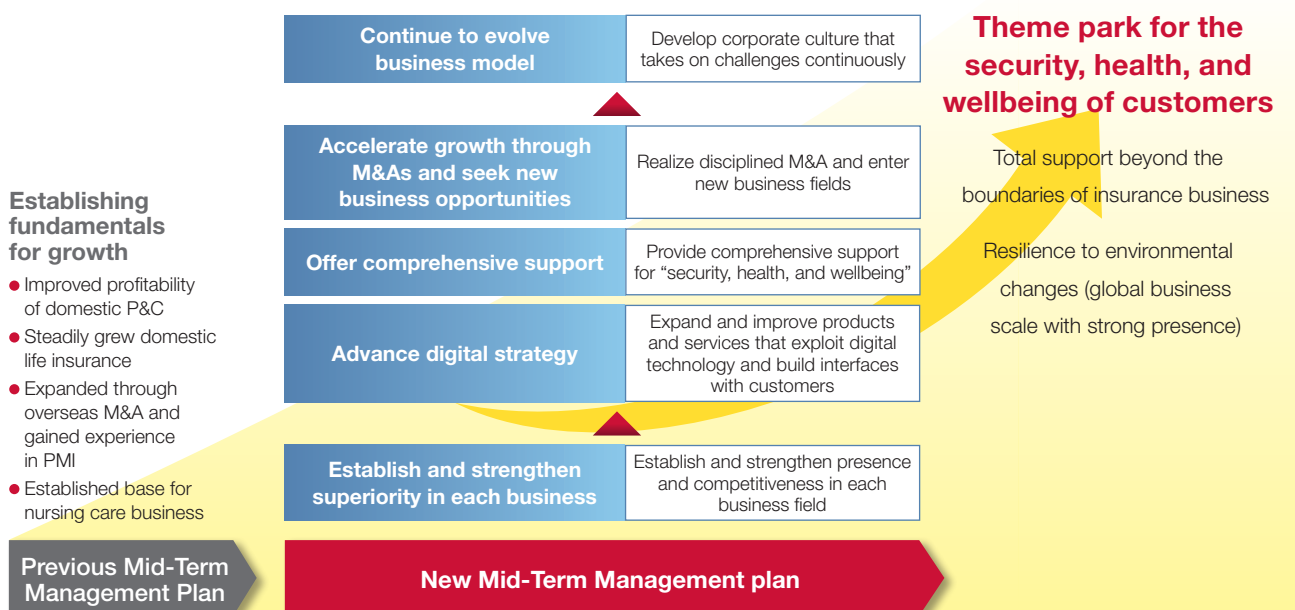 Establishing
fundamentals
for growth
● Improved profitability
of domestic P&C
● Steadily grew domestic
life insurance
● Expanded through
overseas M&A and
gained experience
in PMI
● Established base for
nursing care business
Previous Mid-Term
Management Plan
Continue to evolve
business model
Develop corporate culture that
takes on challenges continuously
Accelerate growth through
M&As and seek new
business opportunities
Realize disciplined M&A and enter
new business fields
Offer comprehensive support
Provide comprehensive support
for “security, health, and wellbeing”
Advance digital strategy
Expand and improve products
and services that exploit digital
technology and build interfaces
with customers
Establish and strengthen
superiority in each business
Establish and strengthen presence
and competitiveness in each
business field
New Mid-Term Management plan
Theme park for the
security, health, and
wellbeing of customers
Total support beyond the
boundaries of insurance business
Resilience to environmental
changes (global business
scale with strong presence)